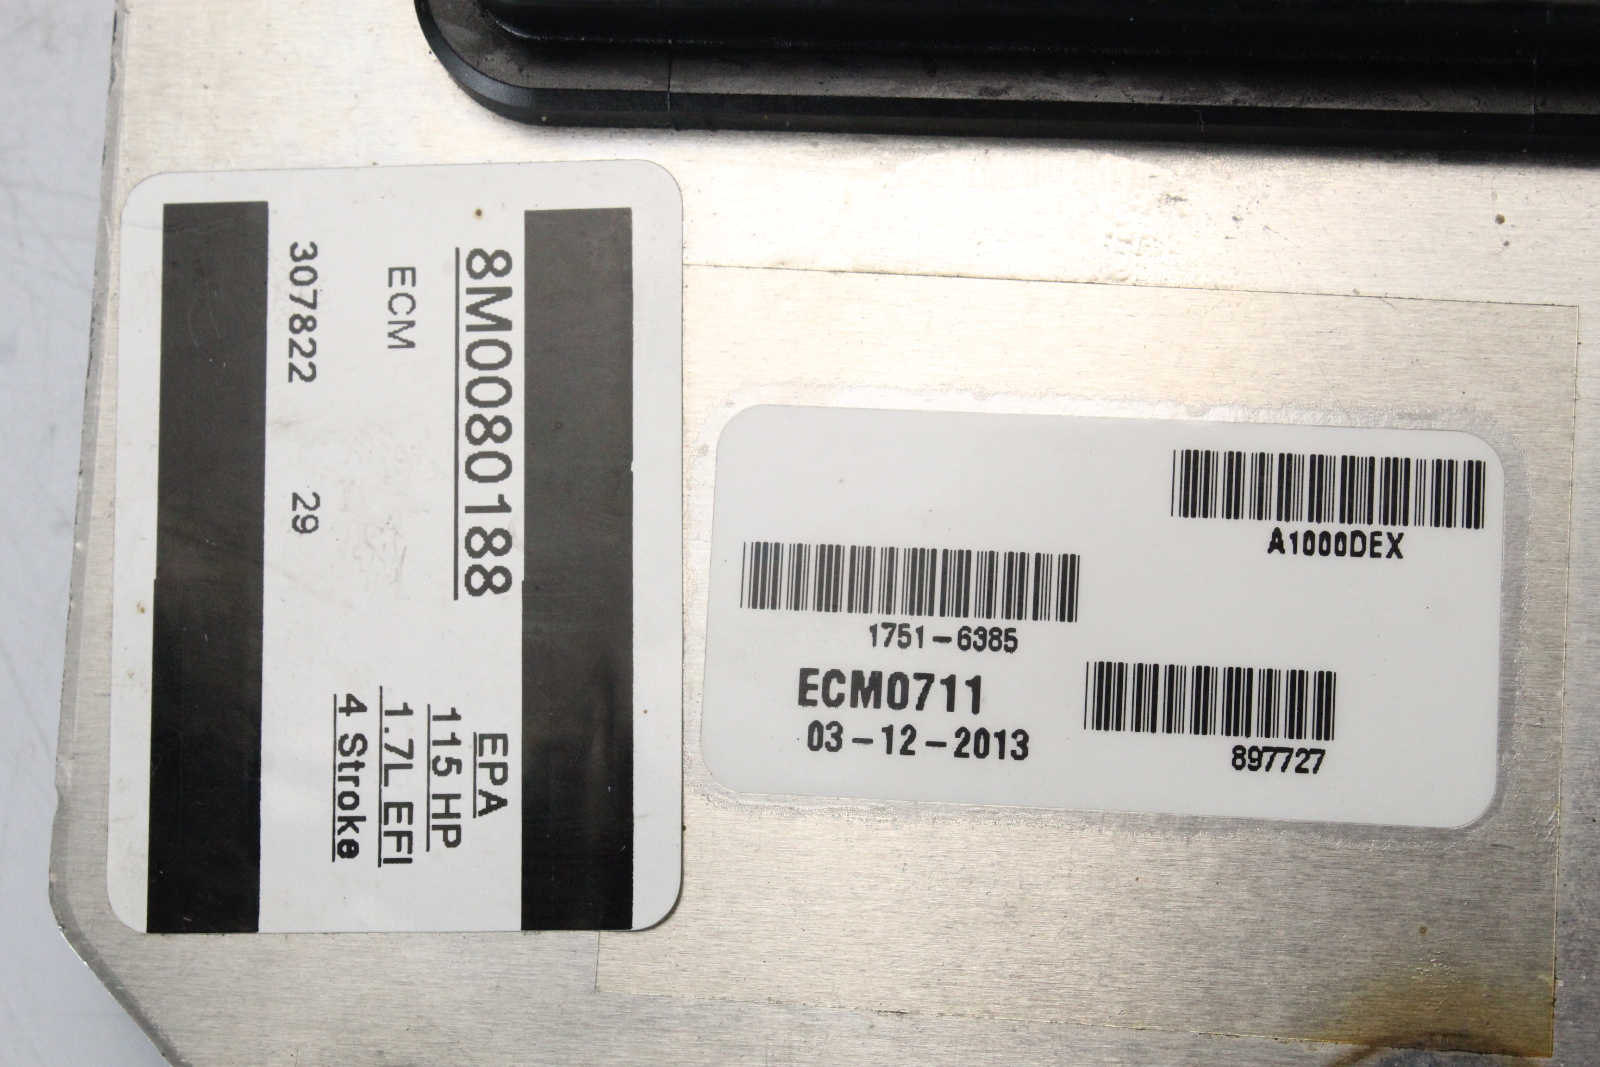 8M0080188
ECM
307822 29
EPA
115 HP
1.7L EFI
4 Stroke
A1000DEX
1751-6385
ECM0711
03-12-2013
897727